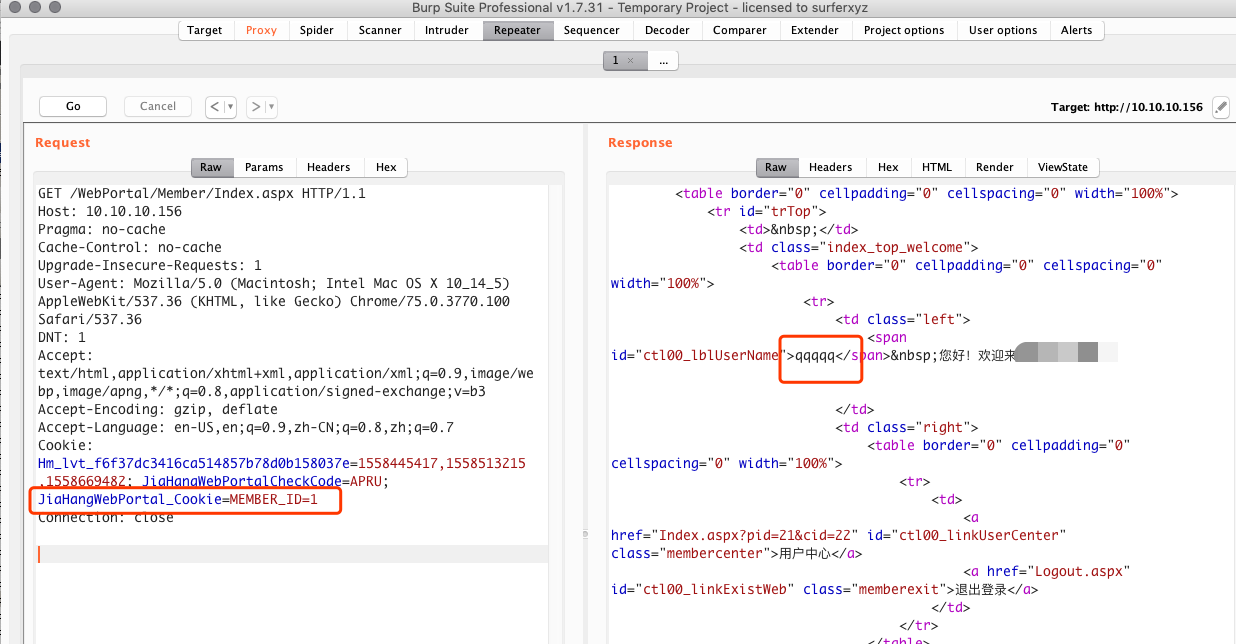 Burp Suite Professional v1.7.31 - Temporary Project - licensed to surferxyz
Target Proxy Spider Scanner Intruder Repeater Sequencer Decoder Comparer Extender Project options User options Alerts
1 × ...
Go Cancel < ▾ > ▾ Target: http://10.10.10.156
Request
Raw Params Headers Hex
GET /WebPortal/Member/Index.aspx HTTP/1.1
Host: 10.10.10.156
Pragma: no-cache
Cache-Control: no-cache
Upgrade-Insecure-Requests: 1
User-Agent: Mozilla/5.0 (Macintosh; Intel Mac OS X 10_14_5)
AppleWebKit/537.36 (KHTML, like Gecko) Chrome/75.0.3770.100
Safari/537.36
DNT: 1
Accept:
text/html,application/xhtml+xml,application/xml;q=0.9,image/we
bp,image/apng,*/*;q=0.8,application/signed-exchange;v=b3
Accept-Encoding: gzip, deflate
Accept-Language: en-US,en;q=0.9,zh-CN;q=0.8,zh;q=0.7
Cookie:
Hm_lvt_f6f37dc3416ca514857b78d0b158037e=1558445417,1558513215
,1558669482; JiaHangWebPortalCheckCode=APRU;
JiaHangWebPortal_Cookie=MEMBER_ID=1
Connection: close
Response
Raw Headers Hex HTML Render ViewState
<table border="0" cellpadding="0" cellspacing="0" width="100%">
<tr id="trTop">
<td>&nbsp;</td>
<td class="index_top_welcome">
<table border="0" cellpadding="0" cellspacing="0"
width="100%">
<tr>
<td class="left">
<span
id="ctl00_lblUserName">qqqqq</span>&nbsp;您好！欢迎来
</td>
<td class="right">
<table border="0" cellpadding="0"
cellspacing="0" width="100%">
<tr>
<td>
<a
href="Index.aspx?pid=21&cid=22" id="ctl00_linkUserCenter"
class="membercenter">用户中心</a>
<a href="Logout.aspx"
id="ctl00_linkExistWeb" class="memberexit">退出登录</a>
</td>
</tr>
</table>